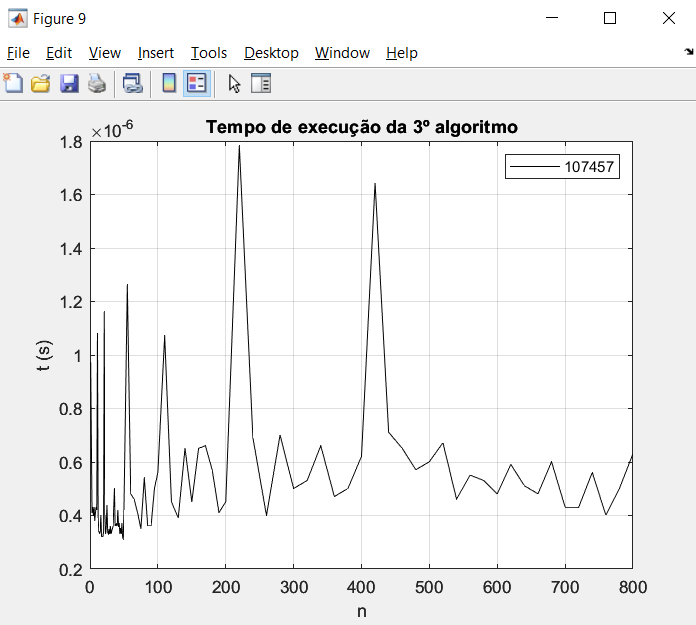 Figure 9
File Edit View Insert Tools Desktop Window Help
×10-6
Tempo de execução da 3º algoritmo
107457
1.8
1.6
1.4
1.2
1
0.8
0.6
0.4
0.2
t (s)
0 100 200 300 400 500 600 700 800
n